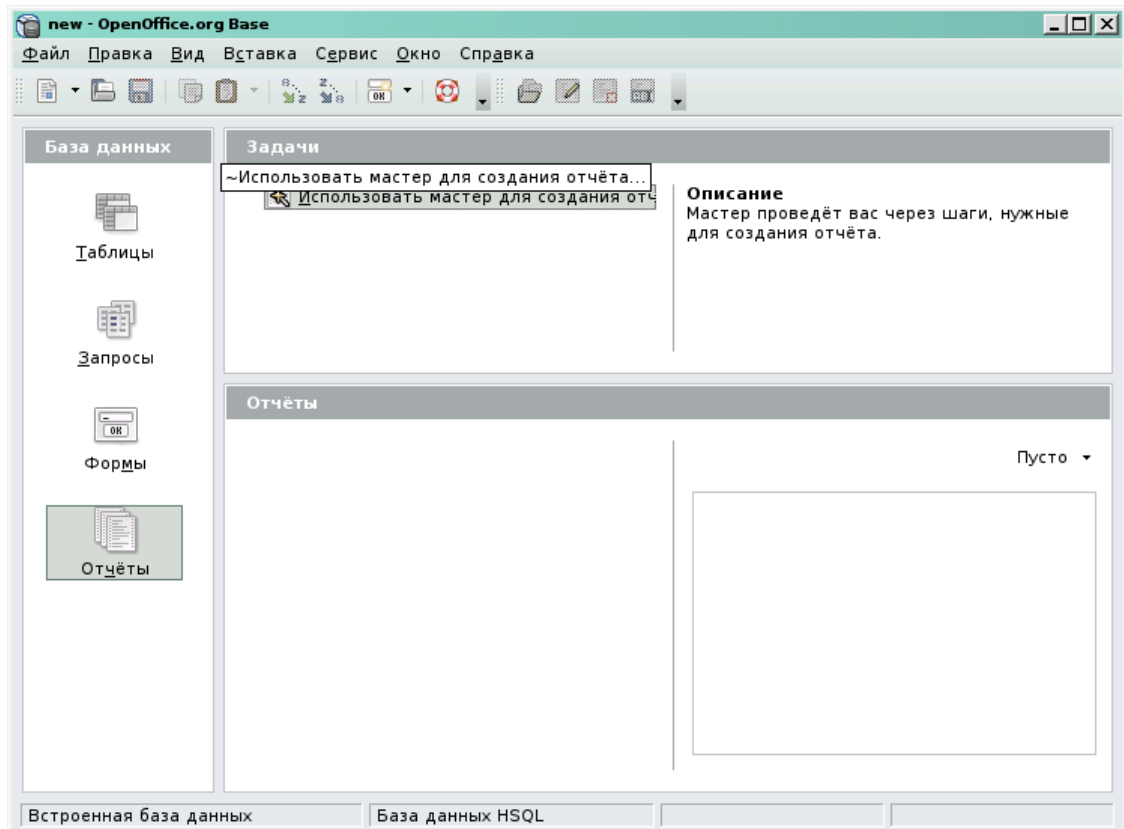 new - OpenOffice.org Base
Файл Правка Вид Вставка Сервис Окно Справка
База данных
Задачи
~Использовать мастер для создания отчёта...
Использовать мастер для создания отч
Описание
Мастер проведёт вас через шаги, нужные
для создания отчёта.
Таблицы
Запросы
Формы
Отчёты
Отчёты
Пусто
Встроенная база данных
База данных HSQL